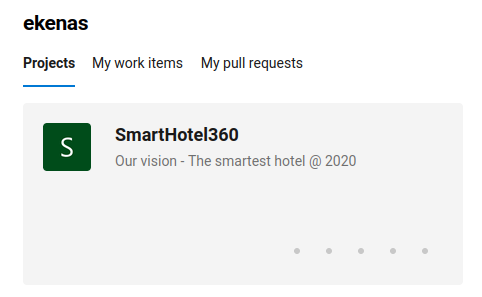 ekenas
Projects My work items My pull requests
S
SmartHotel360
Our vision - The smartest hotel @ 2020